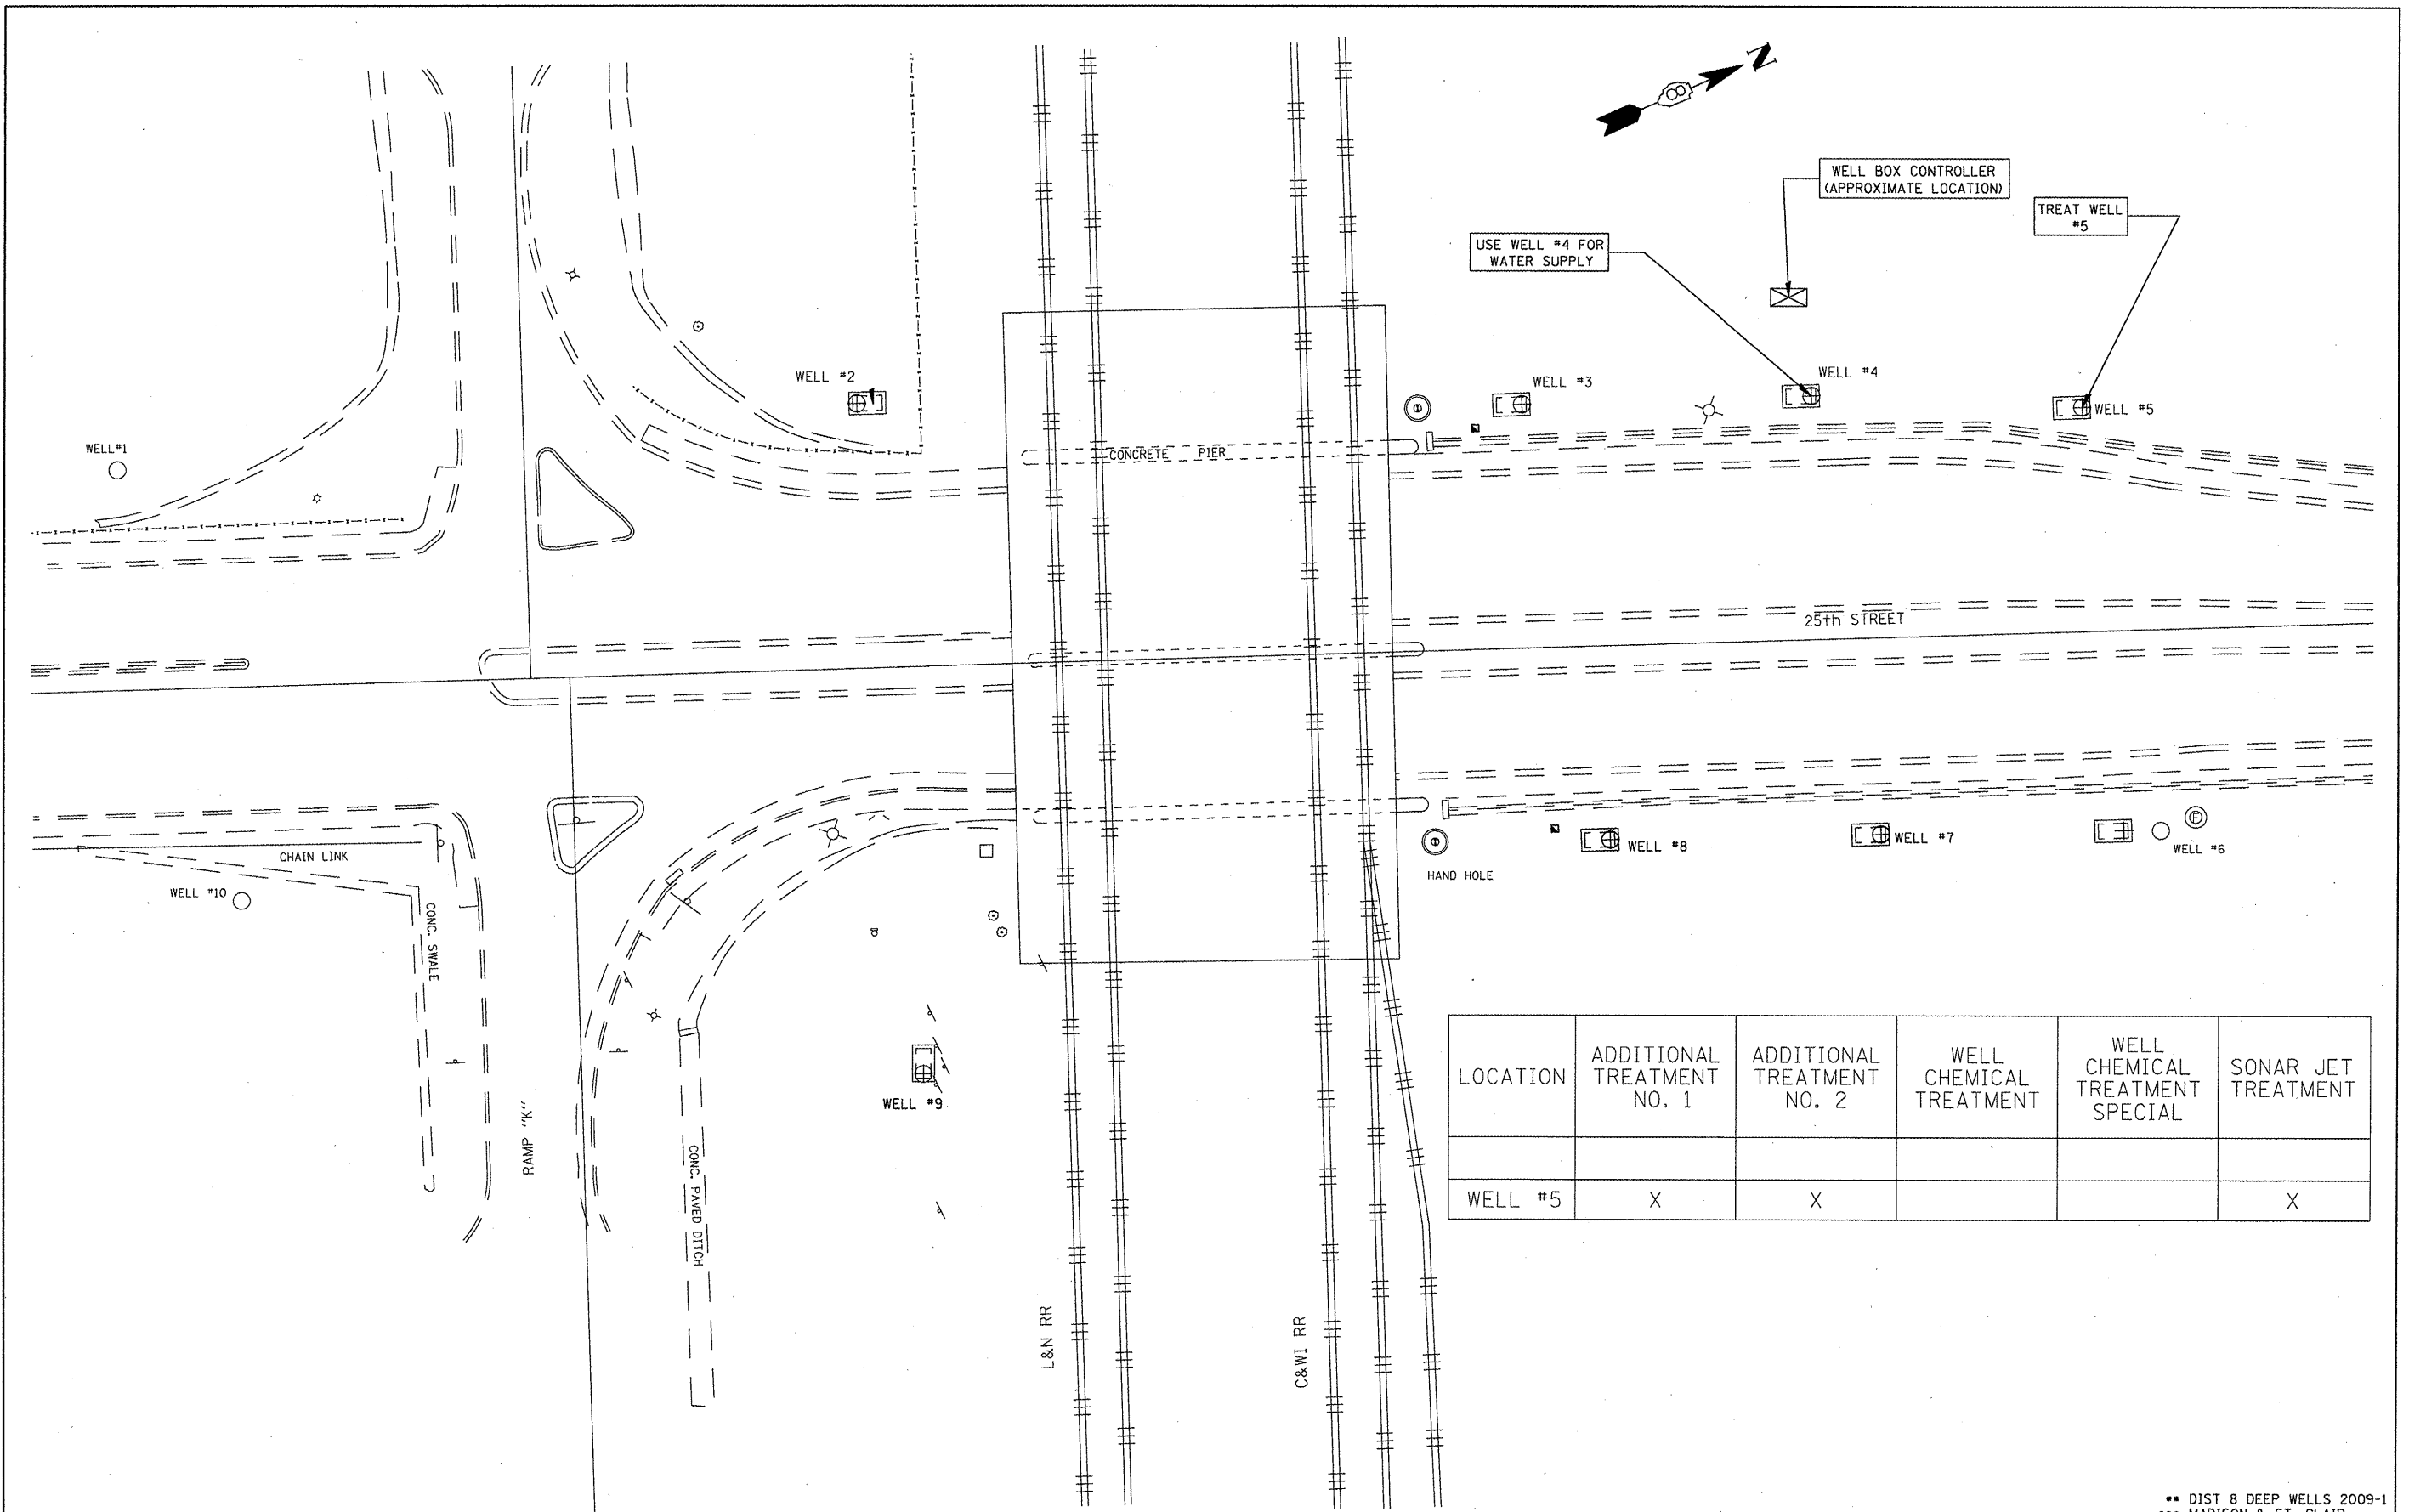 N
8
WELL BOX CONTROLLER
(APPROXIMATE LOCATION)
TREAT WELL
#5
USE WELL #4 FOR
WATER SUPPLY
WELL #2
WELL #3
WELL #4
WELL #5
WELL#1
CONCRETE PIER
25th STREET
CHAIN LINK
WELL #10
CONC. SWALE
WELL #8
WELL #7
WELL #6
HAND HOLE
WELL #9
RAMP "K"
CONC. PAVED DITCH
L&N RR
C&WI RR
LOCATION
ADDITIONAL
TREATMENT
NO. 1
ADDITIONAL
TREATMENT
NO. 2
WELL
CHEMICAL
TREATMENT
WELL
CHEMICAL
TREATMENT
SPECIAL
SONAR JET
TREATMENT
WELL #5 X X X
** DIST 8 DEEP WELLS 2009-1